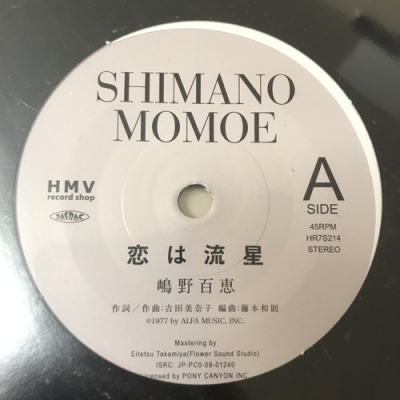 SHIMANO
MOMOE
HMV
record shop
A
SIDE
45RPM
HR7S214
STEREO
恋は流星
嶋野百恵
作詞／作曲:吉田美奈子 編曲:藤本和則
©1977 by ALFA MUSIC, INC.
Mastering by
Eitetsu Takamiya(Flower Sound Studio)
ISRC: JP-PC0-09-01240
Licensed by PONY CANYON INC